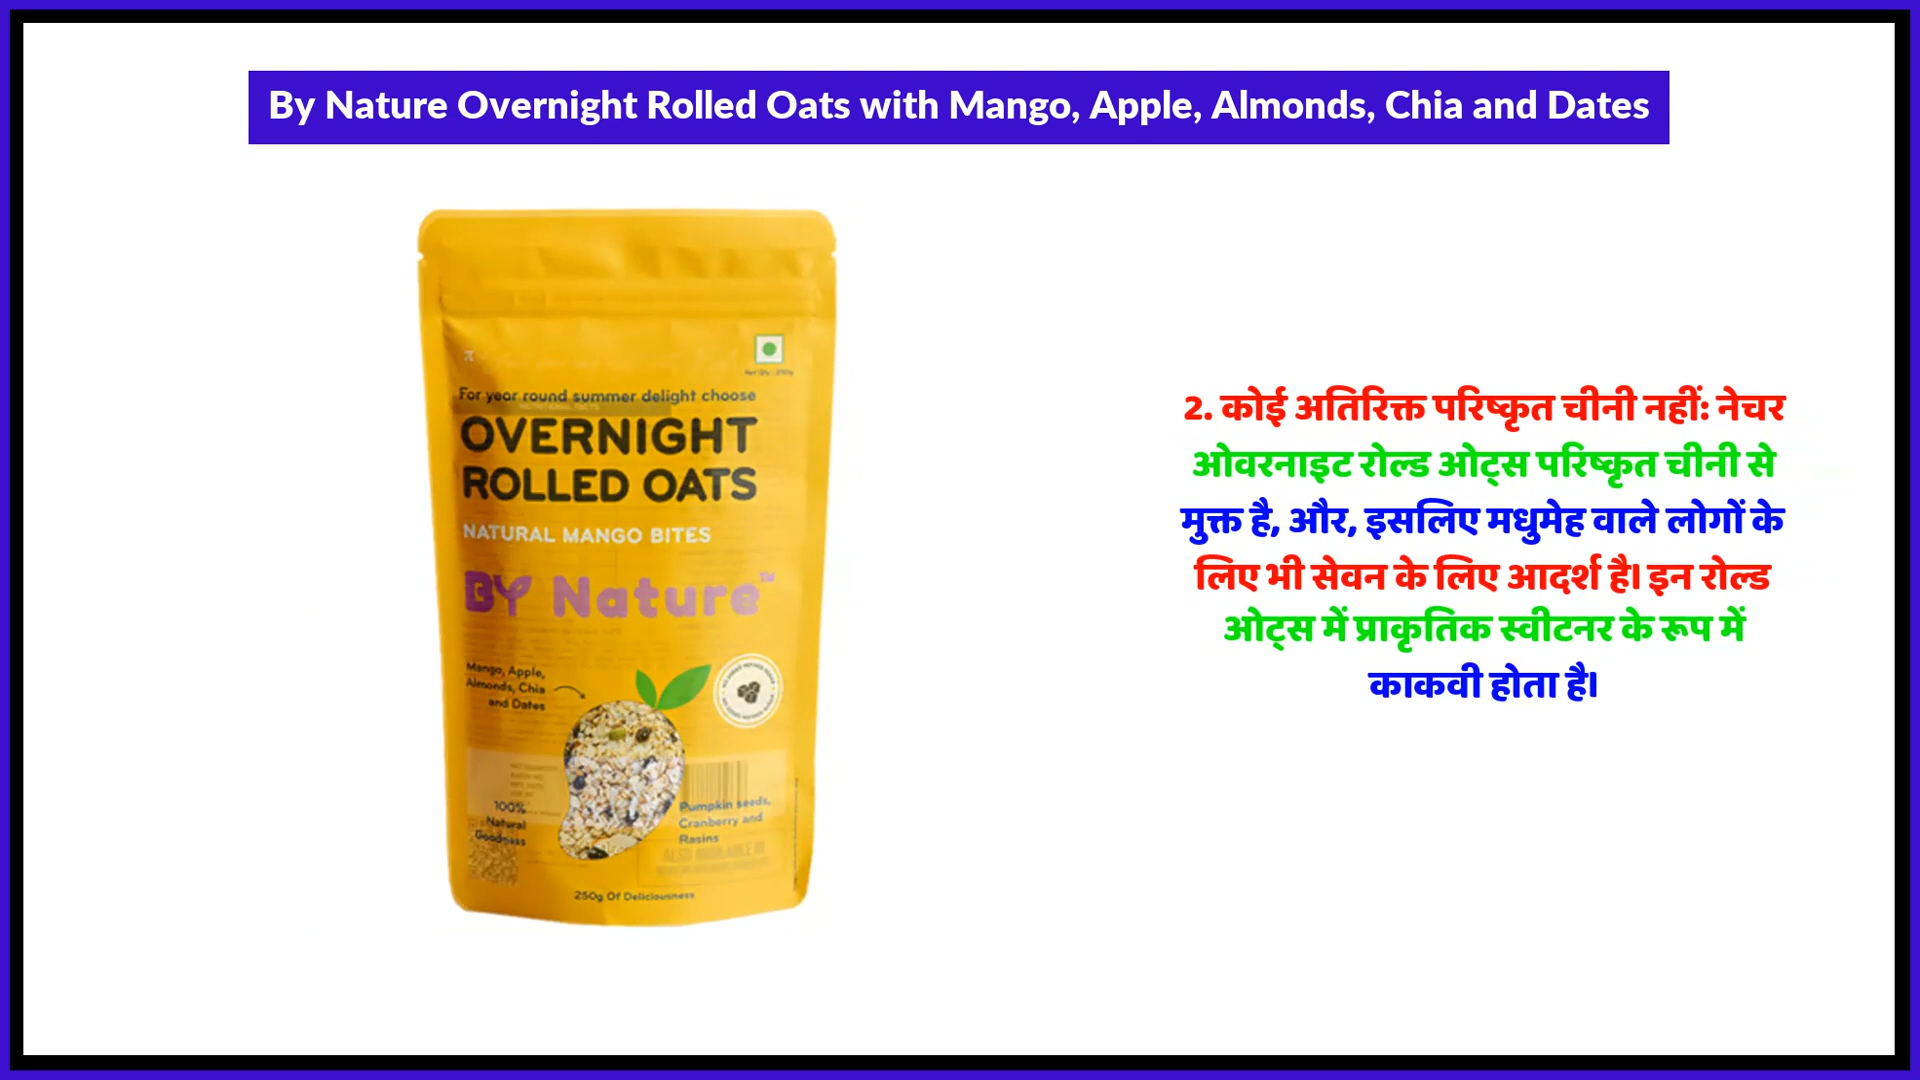 By Nature Overnight Rolled Oats with Mango, Apple, Almonds, Chia and Dates
For year round summer delight choose
OVERNIGHT
ROLLED OATS
NATURAL MANGO BITES
BY Nature™
Mango, Apple,
Almonds, Chia
and Dates
100%
Natural
Goodness
Pumpkin seeds,
Cranberry and
Rasins
250g Of Deliciousness
2. कोई अतिरिक्त परिष्कृत चीनी नहीं: नेचर
ओवरनाइट रोल्ड ओट्स परिष्कृत चीनी से
मुक्त है, और, इसलिए मधुमेह वाले लोगों के
लिए भी सेवन के लिए आदर्श है। इन रोल्ड
ओट्स में प्राकृतिक स्वीटनर के रूप में
काकवी होता है।